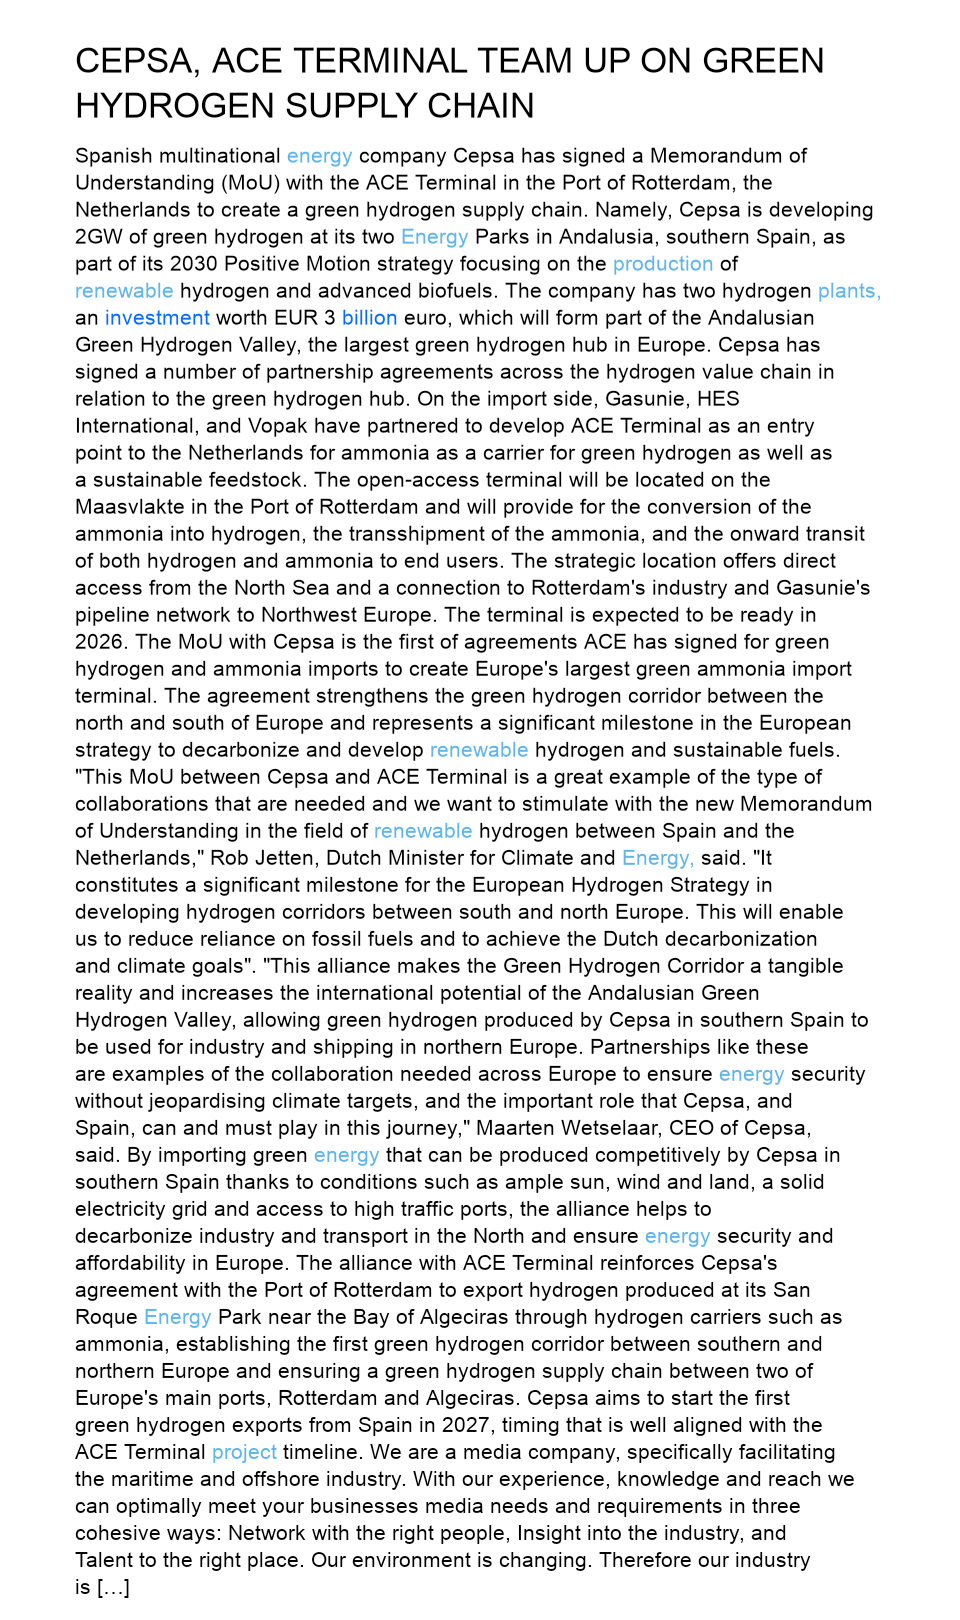 CEPSA, ACE TERMINAL TEAM UP ON GREEN
HYDROGEN SUPPLY CHAIN
Spanish multinational energy company Cepsa has signed a Memorandum of
Understanding (MoU) with the ACE Terminal in the Port of Rotterdam, the
Netherlands to create a green hydrogen supply chain. Namely, Cepsa is developing
2GW of green hydrogen at its two Energy Parks in Andalusia, southern Spain, as
part of its 2030 Positive Motion strategy focusing on the production of
renewable hydrogen and advanced biofuels. The company has two hydrogen plants,
an investment worth EUR 3 billion euro, which will form part of the Andalusian
Green Hydrogen Valley, the largest green hydrogen hub in Europe. Cepsa has
signed a number of partnership agreements across the hydrogen value chain in
relation to the green hydrogen hub. On the import side, Gasunie, HES
International, and Vopak have partnered to develop ACE Terminal as an entry
point to the Netherlands for ammonia as a carrier for green hydrogen as well as
a sustainable feedstock. The open-access terminal will be located on the
Maasvlakte in the Port of Rotterdam and will provide for the conversion of the
ammonia into hydrogen, the transshipment of the ammonia, and the onward transit
of both hydrogen and ammonia to end users. The strategic location offers direct
access from the North Sea and a connection to Rotterdam's industry and Gasunie's
pipeline network to Northwest Europe. The terminal is expected to be ready in
2026. The MoU with Cepsa is the first of agreements ACE has signed for green
hydrogen and ammonia imports to create Europe's largest green ammonia import
terminal. The agreement strengthens the green hydrogen corridor between the
north and south of Europe and represents a significant milestone in the European
strategy to decarbonize and develop renewable hydrogen and sustainable fuels.
"This MoU between Cepsa and ACE Terminal is a great example of the type of
collaborations that are needed and we want to stimulate with the new Memorandum
of Understanding in the field of renewable hydrogen between Spain and the
Netherlands," Rob Jetten, Dutch Minister for Climate and Energy, said. "It
constitutes a significant milestone for the European Hydrogen Strategy in
developing hydrogen corridors between south and north Europe. This will enable
us to reduce reliance on fossil fuels and to achieve the Dutch decarbonization
and climate goals". "This alliance makes the Green Hydrogen Corridor a tangible
reality and increases the international potential of the Andalusian Green
Hydrogen Valley, allowing green hydrogen produced by Cepsa in southern Spain to
be used for industry and shipping in northern Europe. Partnerships like these
are examples of the collaboration needed across Europe to ensure energy security
without jeopardising climate targets, and the important role that Cepsa, and
Spain, can and must play in this journey," Maarten Wetselaar, CEO of Cepsa,
said. By importing green energy that can be produced competitively by Cepsa in
southern Spain thanks to conditions such as ample sun, wind and land, a solid
electricity grid and access to high traffic ports, the alliance helps to
decarbonize industry and transport in the North and ensure energy security and
affordability in Europe. The alliance with ACE Terminal reinforces Cepsa's
agreement with the Port of Rotterdam to export hydrogen produced at its San
Roque Energy Park near the Bay of Algeciras through hydrogen carriers such as
ammonia, establishing the first green hydrogen corridor between southern and
northern Europe and ensuring a green hydrogen supply chain between two of
Europe's main ports, Rotterdam and Algeciras. Cepsa aims to start the first
green hydrogen exports from Spain in 2027, timing that is well aligned with the
ACE Terminal project timeline. We are a media company, specifically facilitating
the maritime and offshore industry. With our experience, knowledge and reach we
can optimally meet your businesses media needs and requirements in three
cohesive ways: Network with the right people, Insight into the industry, and
Talent to the right place. Our environment is changing. Therefore our industry
is […]